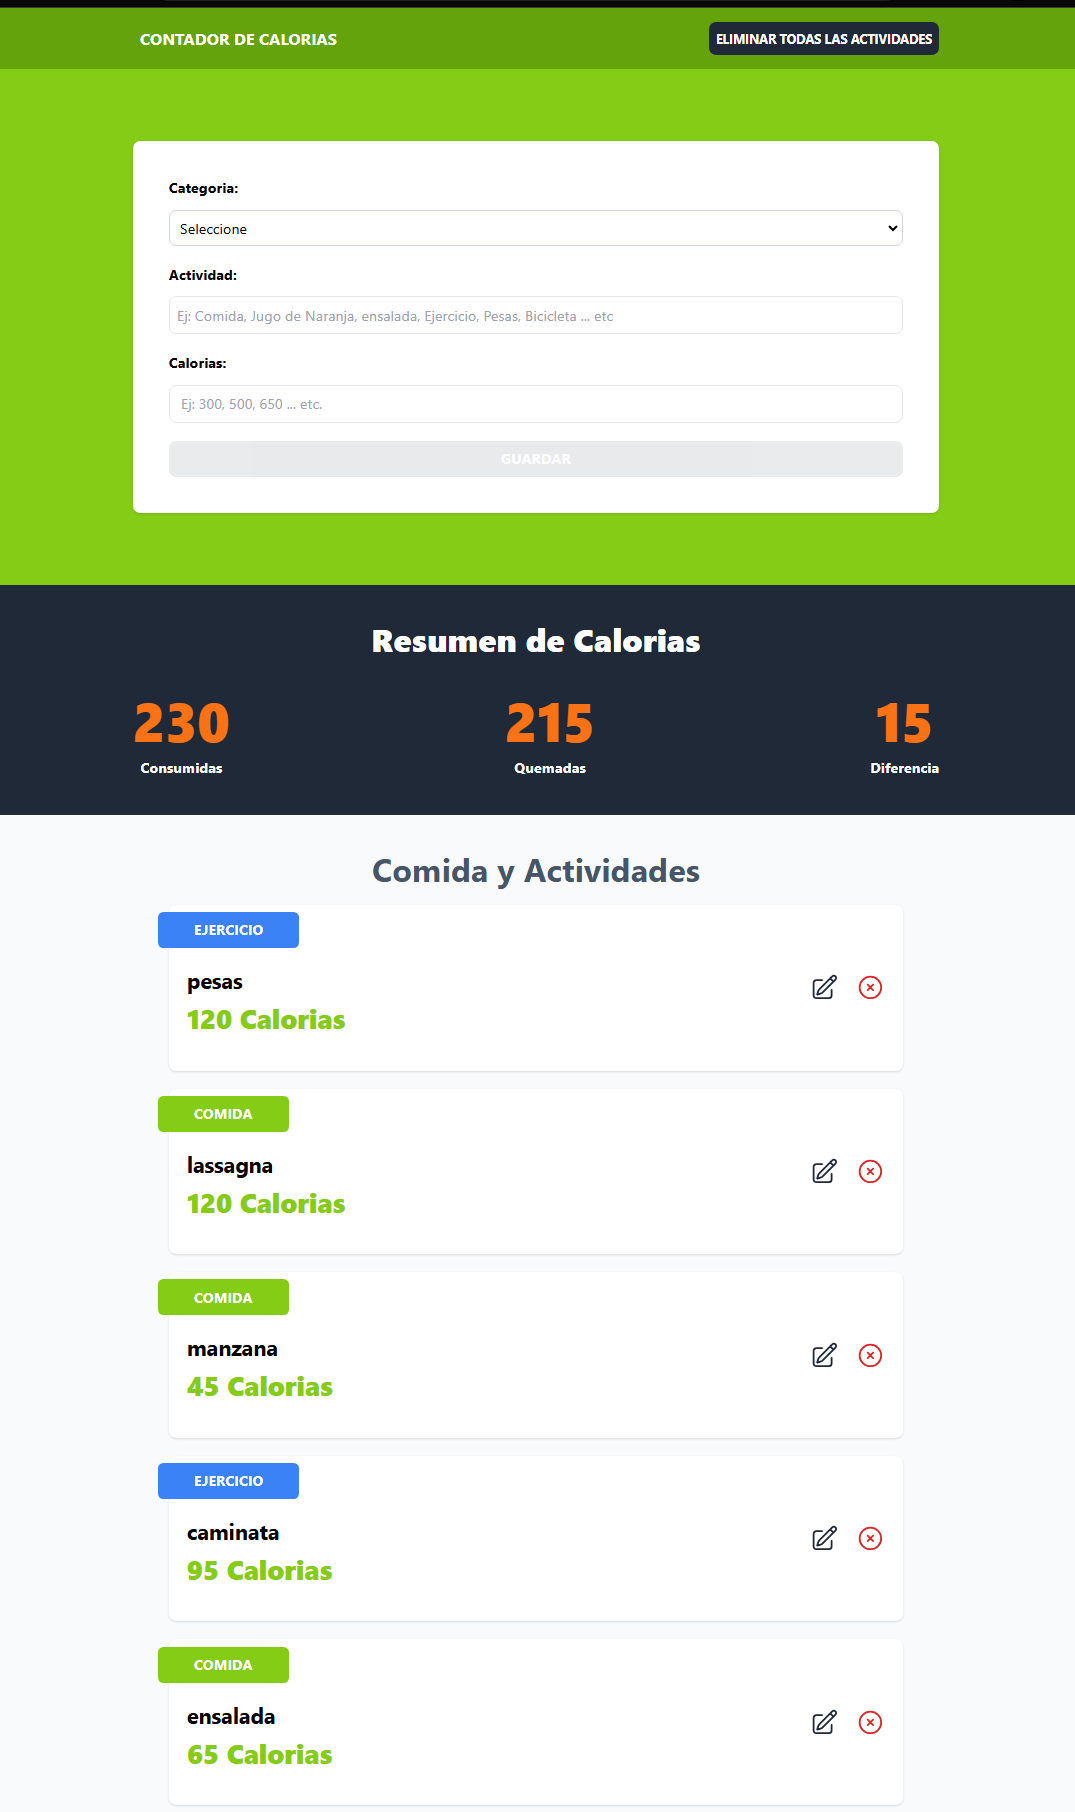 CONTADOR DE CALORIAS
ELIMINAR TODAS LAS ACTIVIDADES
Categoria:
Seleccione
Actividad:
Ej: Comida, Jugo de Naranja, ensalada, Ejercicio, Pesas, Bicicleta ... etc
Calorias:
Ej: 300, 500, 650 ... etc.
GUARDAR
Resumen de Calorias
230 215 15
Consumidas Quemadas Diferencia
Comida y Actividades
EJERCICIO
pesas
120 Calorias
COMIDA
lassagna
120 Calorias
COMIDA
manzana
45 Calorias
EJERCICIO
caminata
95 Calorias
COMIDA
ensalada
65 Calorias